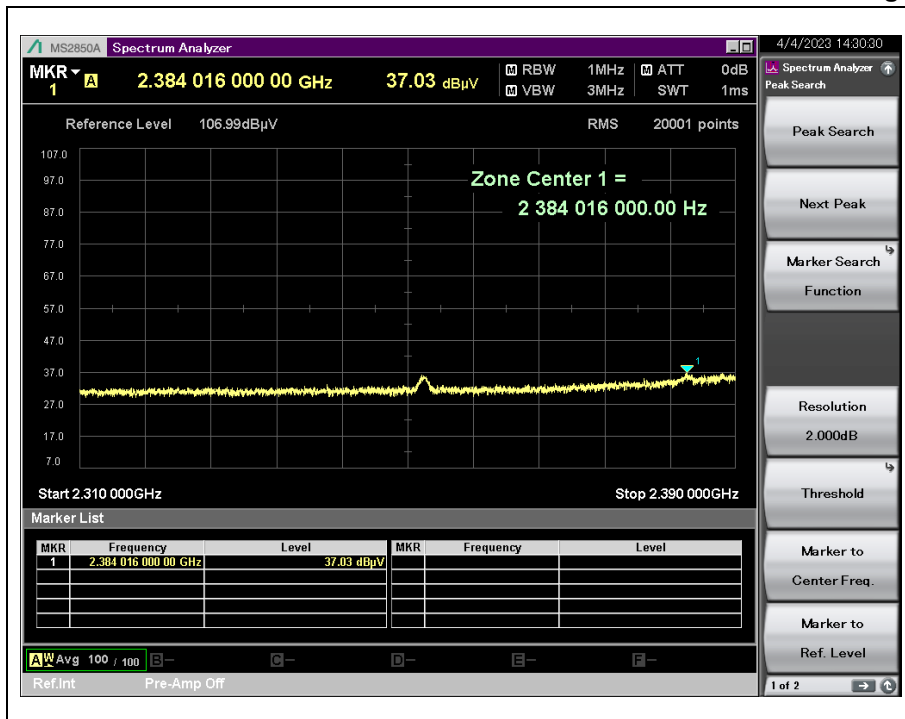 MS2850A Spectrum Analyzer
4/4/2023 14:30:30
MKR 1 A 2.384 016 000 00 GHz 37.03 dBµV
M RBW 1MHz M ATT 0dB
M VBW 3MHz SWT 1ms
Spectrum Analyzer
Peak Search
Reference Level 106.99dBµV RMS 20001 points
107.0
97.0
87.0
77.0
67.0
57.0
47.0
37.0
27.0
17.0
7.0
Zone Center 1 =
2 384 016 000.00 Hz
1
Start 2.310 000GHz Stop 2.390 000GHz
Marker List
MKR Frequency Level MKR Frequency Level
1 2.384 016 000 00 GHz 37.03 dBµV
A W Avg 100 / 100 B- C- D- E- F-
Ref.Int Pre-Amp Off
Peak Search
Next Peak
Marker Search
Function
Resolution
2.000dB
Threshold
Marker to
Center Freq.
Marker to
Ref. Level
1 of 2